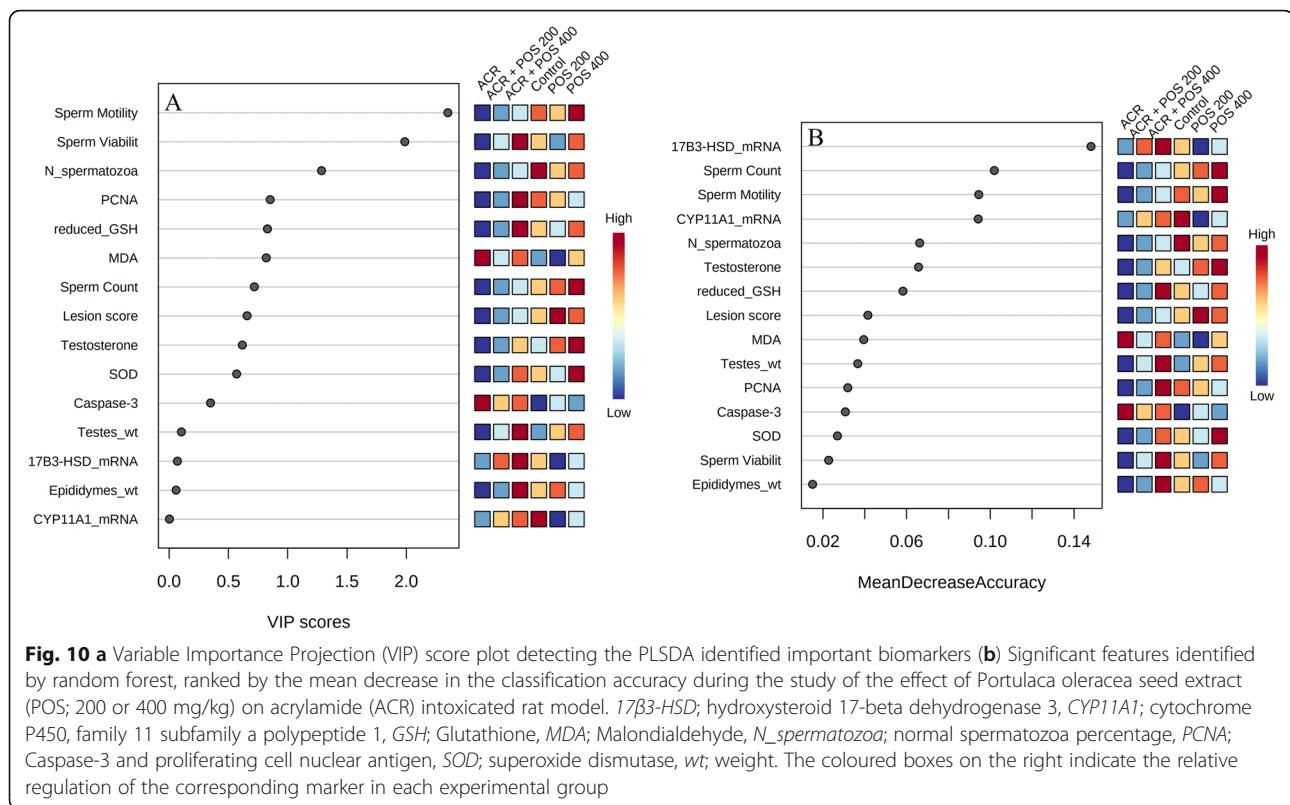 A
ACR
ACR + POS 200
ACR + POS 400
Control
POS 200
POS 400
Sperm Motility
Sperm Viabilit
N_spermatozoa
PCNA
reduced_GSH
MDA
Sperm Count
Lesion score
Testosterone
SOD
Caspase-3
Testes_wt
17B3-HSD_mRNA
Epididymes_wt
CYP11A1_mRNA
High
Low
0.0 0.5 1.0 1.5 2.0
VIP scores
B
ACR
ACR + POS 200
ACR + POS 400
Control
POS 200
POS 400
17B3-HSD_mRNA
Sperm Count
Sperm Motility
CYP11A1_mRNA
N_spermatozoa
Testosterone
reduced_GSH
Lesion score
MDA
Testes_wt
PCNA
Caspase-3
SOD
Sperm Viabilit
Epididymes_wt
High
Low
0.02 0.06 0.10 0.14
MeanDecreaseAccuracy
Fig. 10 a Variable Importance Projection (VIP) score plot detecting the PLSDA identified important biomarkers (b) Significant features identified
by random forest, ranked by the mean decrease in the classification accuracy during the study of the effect of Portulaca oleracea seed extract
(POS; 200 or 400 mg/kg) on acrylamide (ACR) intoxicated rat model. 17β3-HSD; hydroxysteroid 17-beta dehydrogenase 3, CYP11A1; cytochrome
P450, family 11 subfamily a polypeptide 1, GSH; Glutathione, MDA; Malondialdehyde, N_spermatozoa; normal spermatozoa percentage, PCNA;
Caspase-3 and proliferating cell nuclear antigen, SOD; superoxide dismutase, wt; weight. The coloured boxes on the right indicate the relative
regulation of the corresponding marker in each experimental group